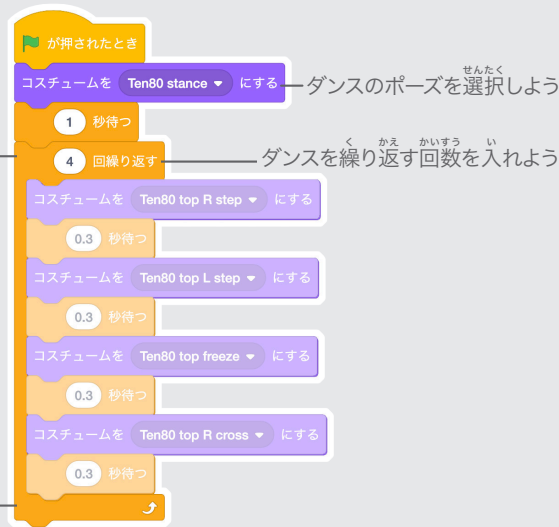 が押されたとき
コスチュームを Ten80 stance にする
ダンスのポーズを選択しよう
せんたく
1 秒待つ
4 回繰り返す
ダンスを繰り返す回数を入れよう
く かえ かいすう い
コスチュームを Ten80 top R step にする
0.3 秒待つ
コスチュームを Ten80 top L step にする
0.3 秒待つ
コスチュームを Ten80 top freeze にする
0.3 秒待つ
コスチュームを Ten80 top R cross にする
0.3 秒待つ